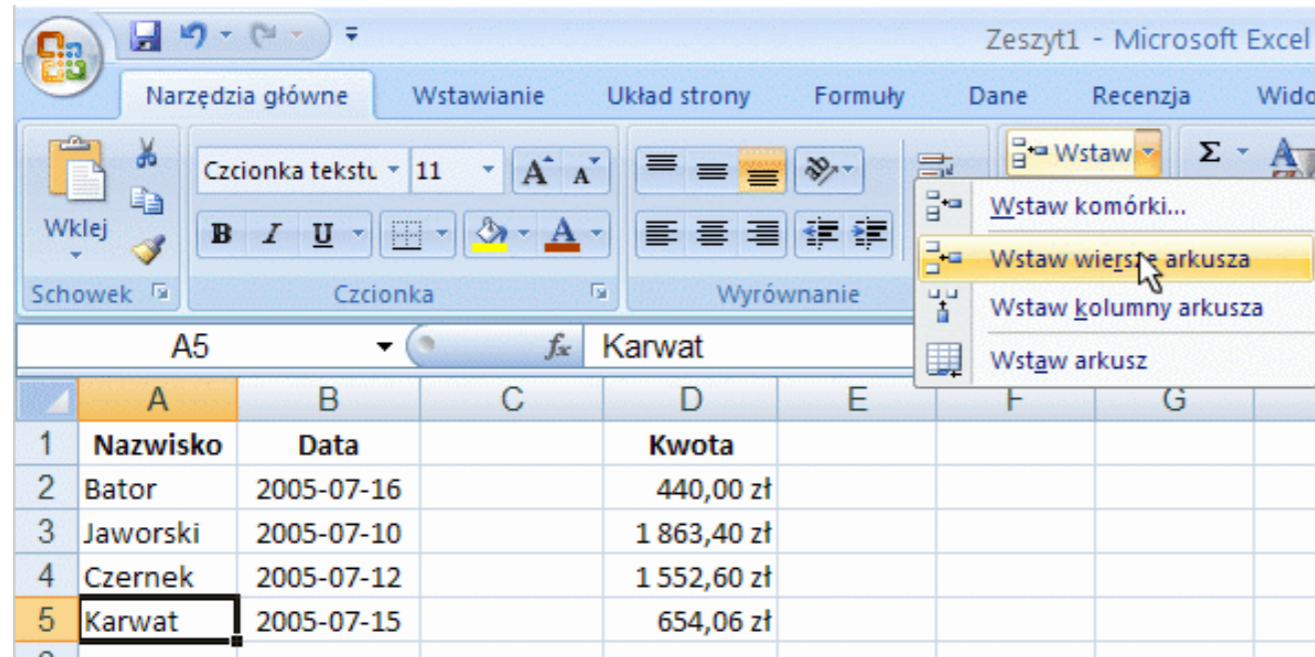 Zeszyt1 - Microsoft Excel
Narzędzia główne Wstawianie Układ strony Formuły Dane Recenzja
Czcionka tekstu 11 A A Wstaw Σ A
Wklej B I U A
Schowek Czcionka Wyrównanie
Wstaw komórki...
Wstaw wiersze arkusza
Wstaw kolumny arkusza
Wstaw arkusz
A5 fx Karwat
A B C D E F G
1 Nazwisko Data Kwota
2 Bator 2005-07-16 440,00 zł
3 Jaworski 2005-07-10 1 863,40 zł
4 Czernek 2005-07-12 1 552,60 zł
5 Karwat 2005-07-15 654,06 zł